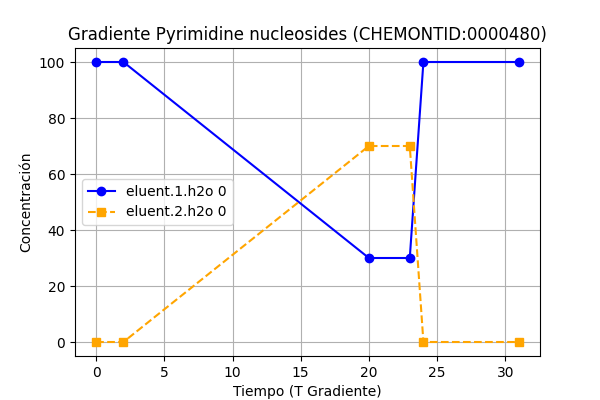 Gradiente Pyrimidine nucleosides (CHEMONTID:0000480)
100
80
60
40
20
0
Concentración
eluent.1.h2o 0
eluent.2.h2o 0
0 5 10 15 20 25 30
Tiempo (T Gradiente)